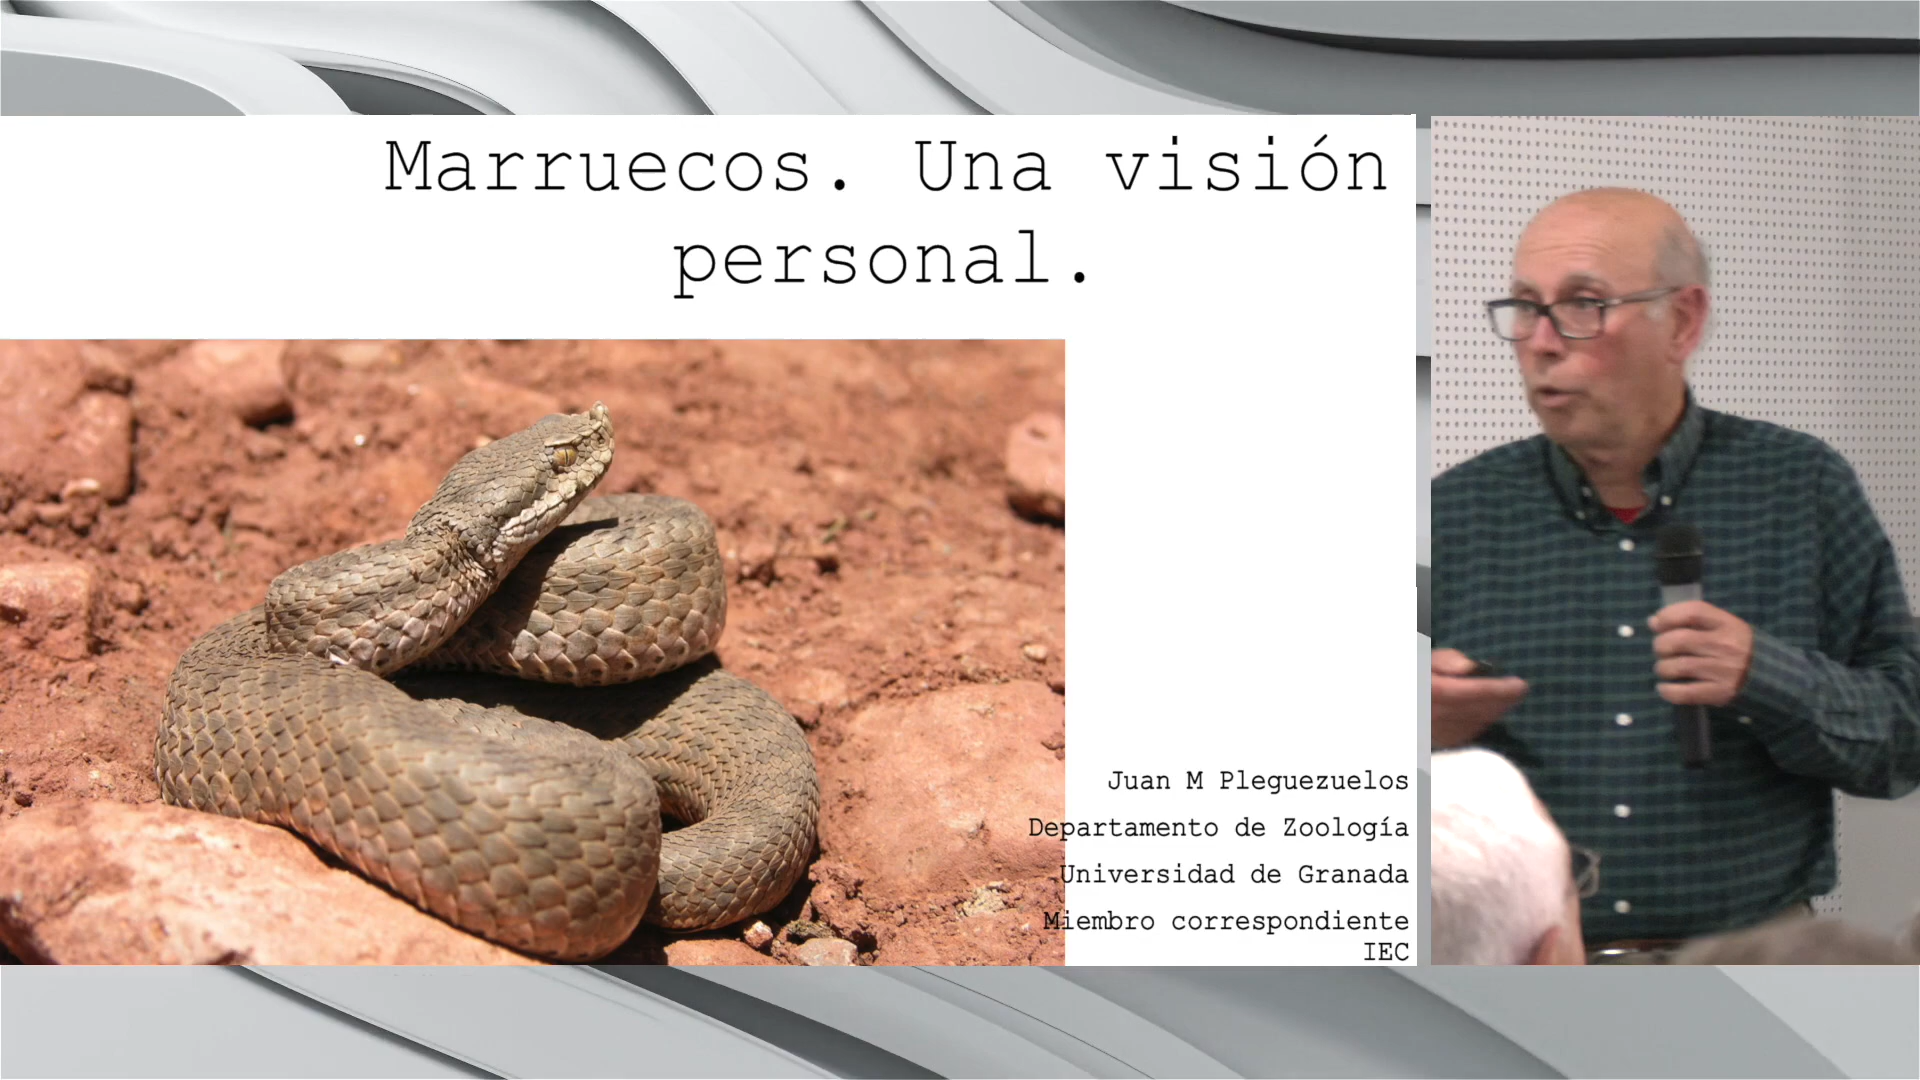 Marruecos. Una visión
personal.
Juan M Pleguezuelos
Departamento de Zoología
Universidad de Granada
Miembro correspondiente
IEC